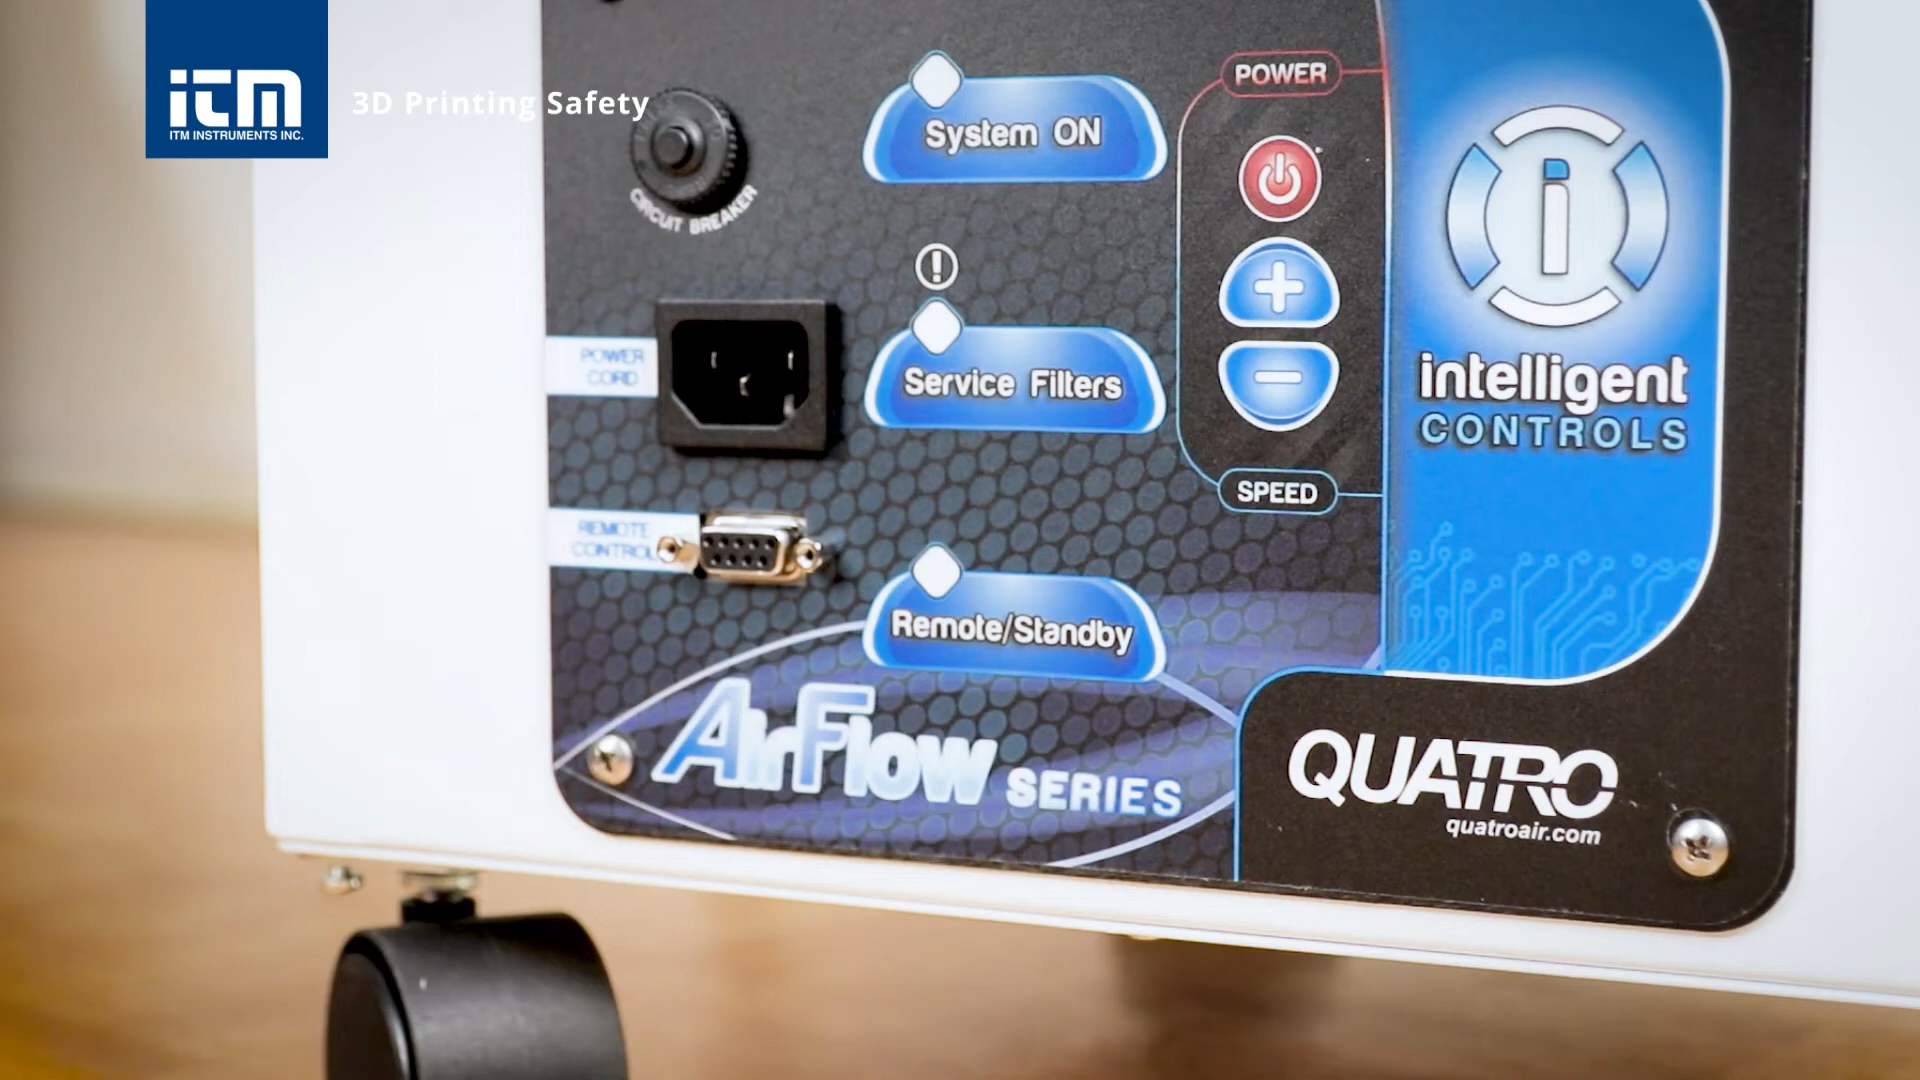 iTM
ITM INSTRUMENTS INC.
3D Printing Safety
CIRCUIT BREAKER
POWER
CORD
REMOTE
CONTROL
System ON
!
Service Filters
Remote/Standby
POWER
SPEED
i
intelligent
CONTROLS
AirFlow SERIES
QUATRO
quatroair.com